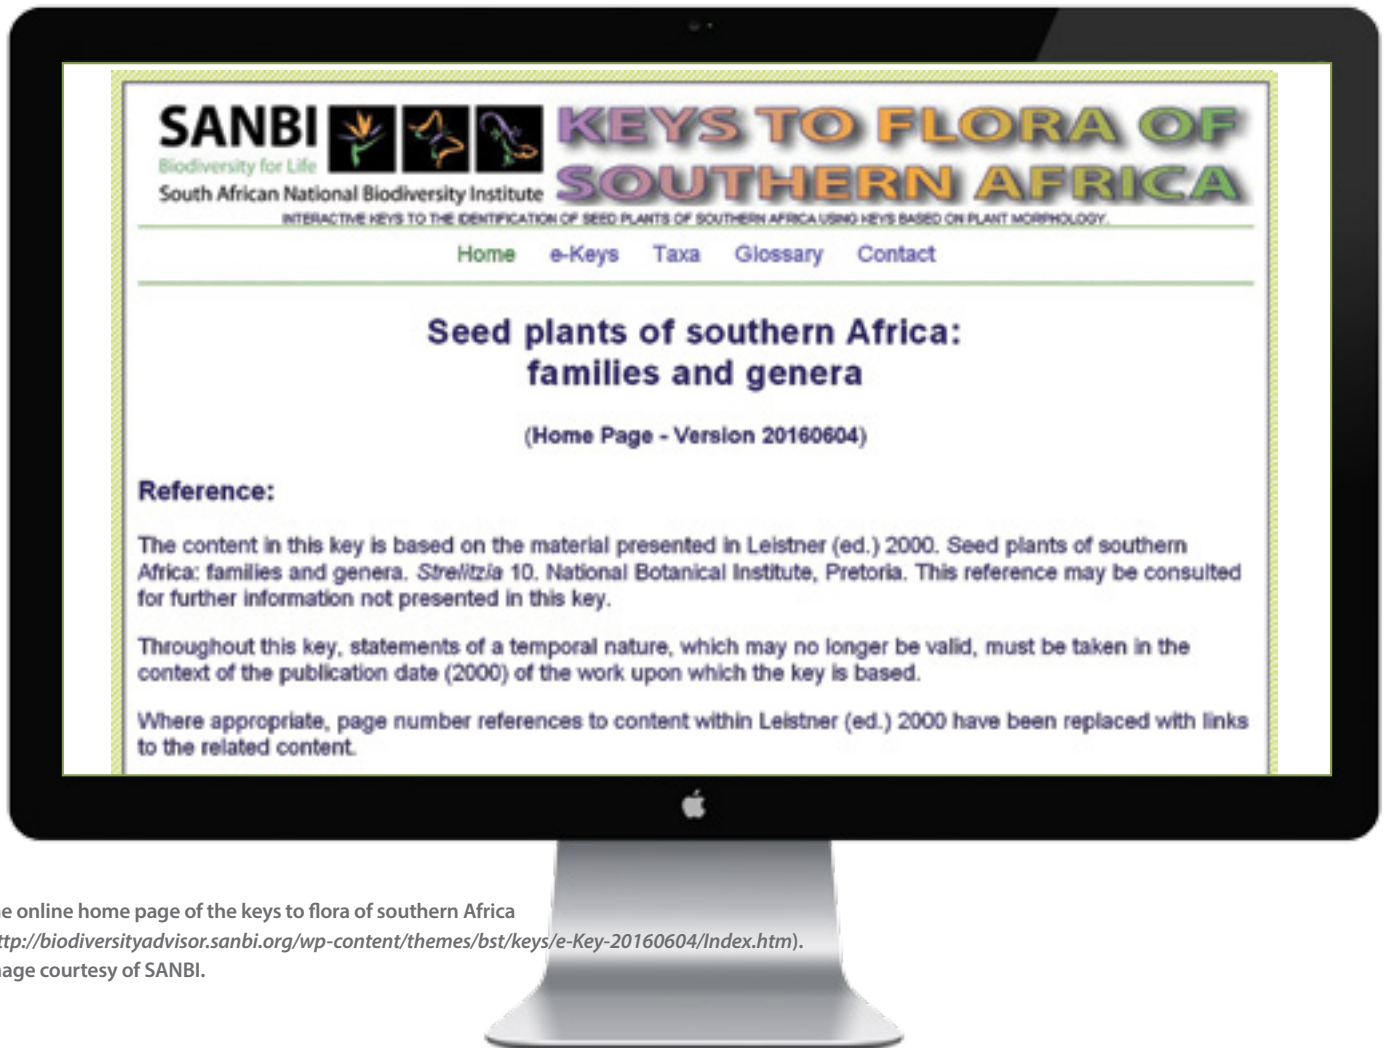 SANBI
Biodiversity for Life
South African National Biodiversity Institute
KEYS TO FLORA OF
SOUTHERN AFRICA
INTERACTIVE KEYS TO THE IDENTIFICATION OF SEED PLANTS OF SOUTHERN AFRICA USING KEYS BASED ON PLANT MORPHOLOGY.
Home e-Keys Taxa Glossary Contact
Seed plants of southern Africa:
families and genera
(Home Page - Version 20160604)
Reference:
The content in this key is based on the material presented in Leistner (ed.) 2000. Seed plants of southern
Africa: families and genera. Strelitzia 10. National Botanical Institute, Pretoria. This reference may be consulted
for further information not presented in this key.
Throughout this key, statements of a temporal nature, which may no longer be valid, must be taken in the
context of the publication date (2000) of the work upon which the key is based.
Where appropriate, page number references to content within Leistner (ed.) 2000 have been replaced with links
to the related content.
e online home page of the keys to flora of southern Africa
ttp://biodiversityadvisor.sanbi.org/wp-content/themes/bst/keys/e-Key-20160604/Index.htm).
age courtesy of SANBI.